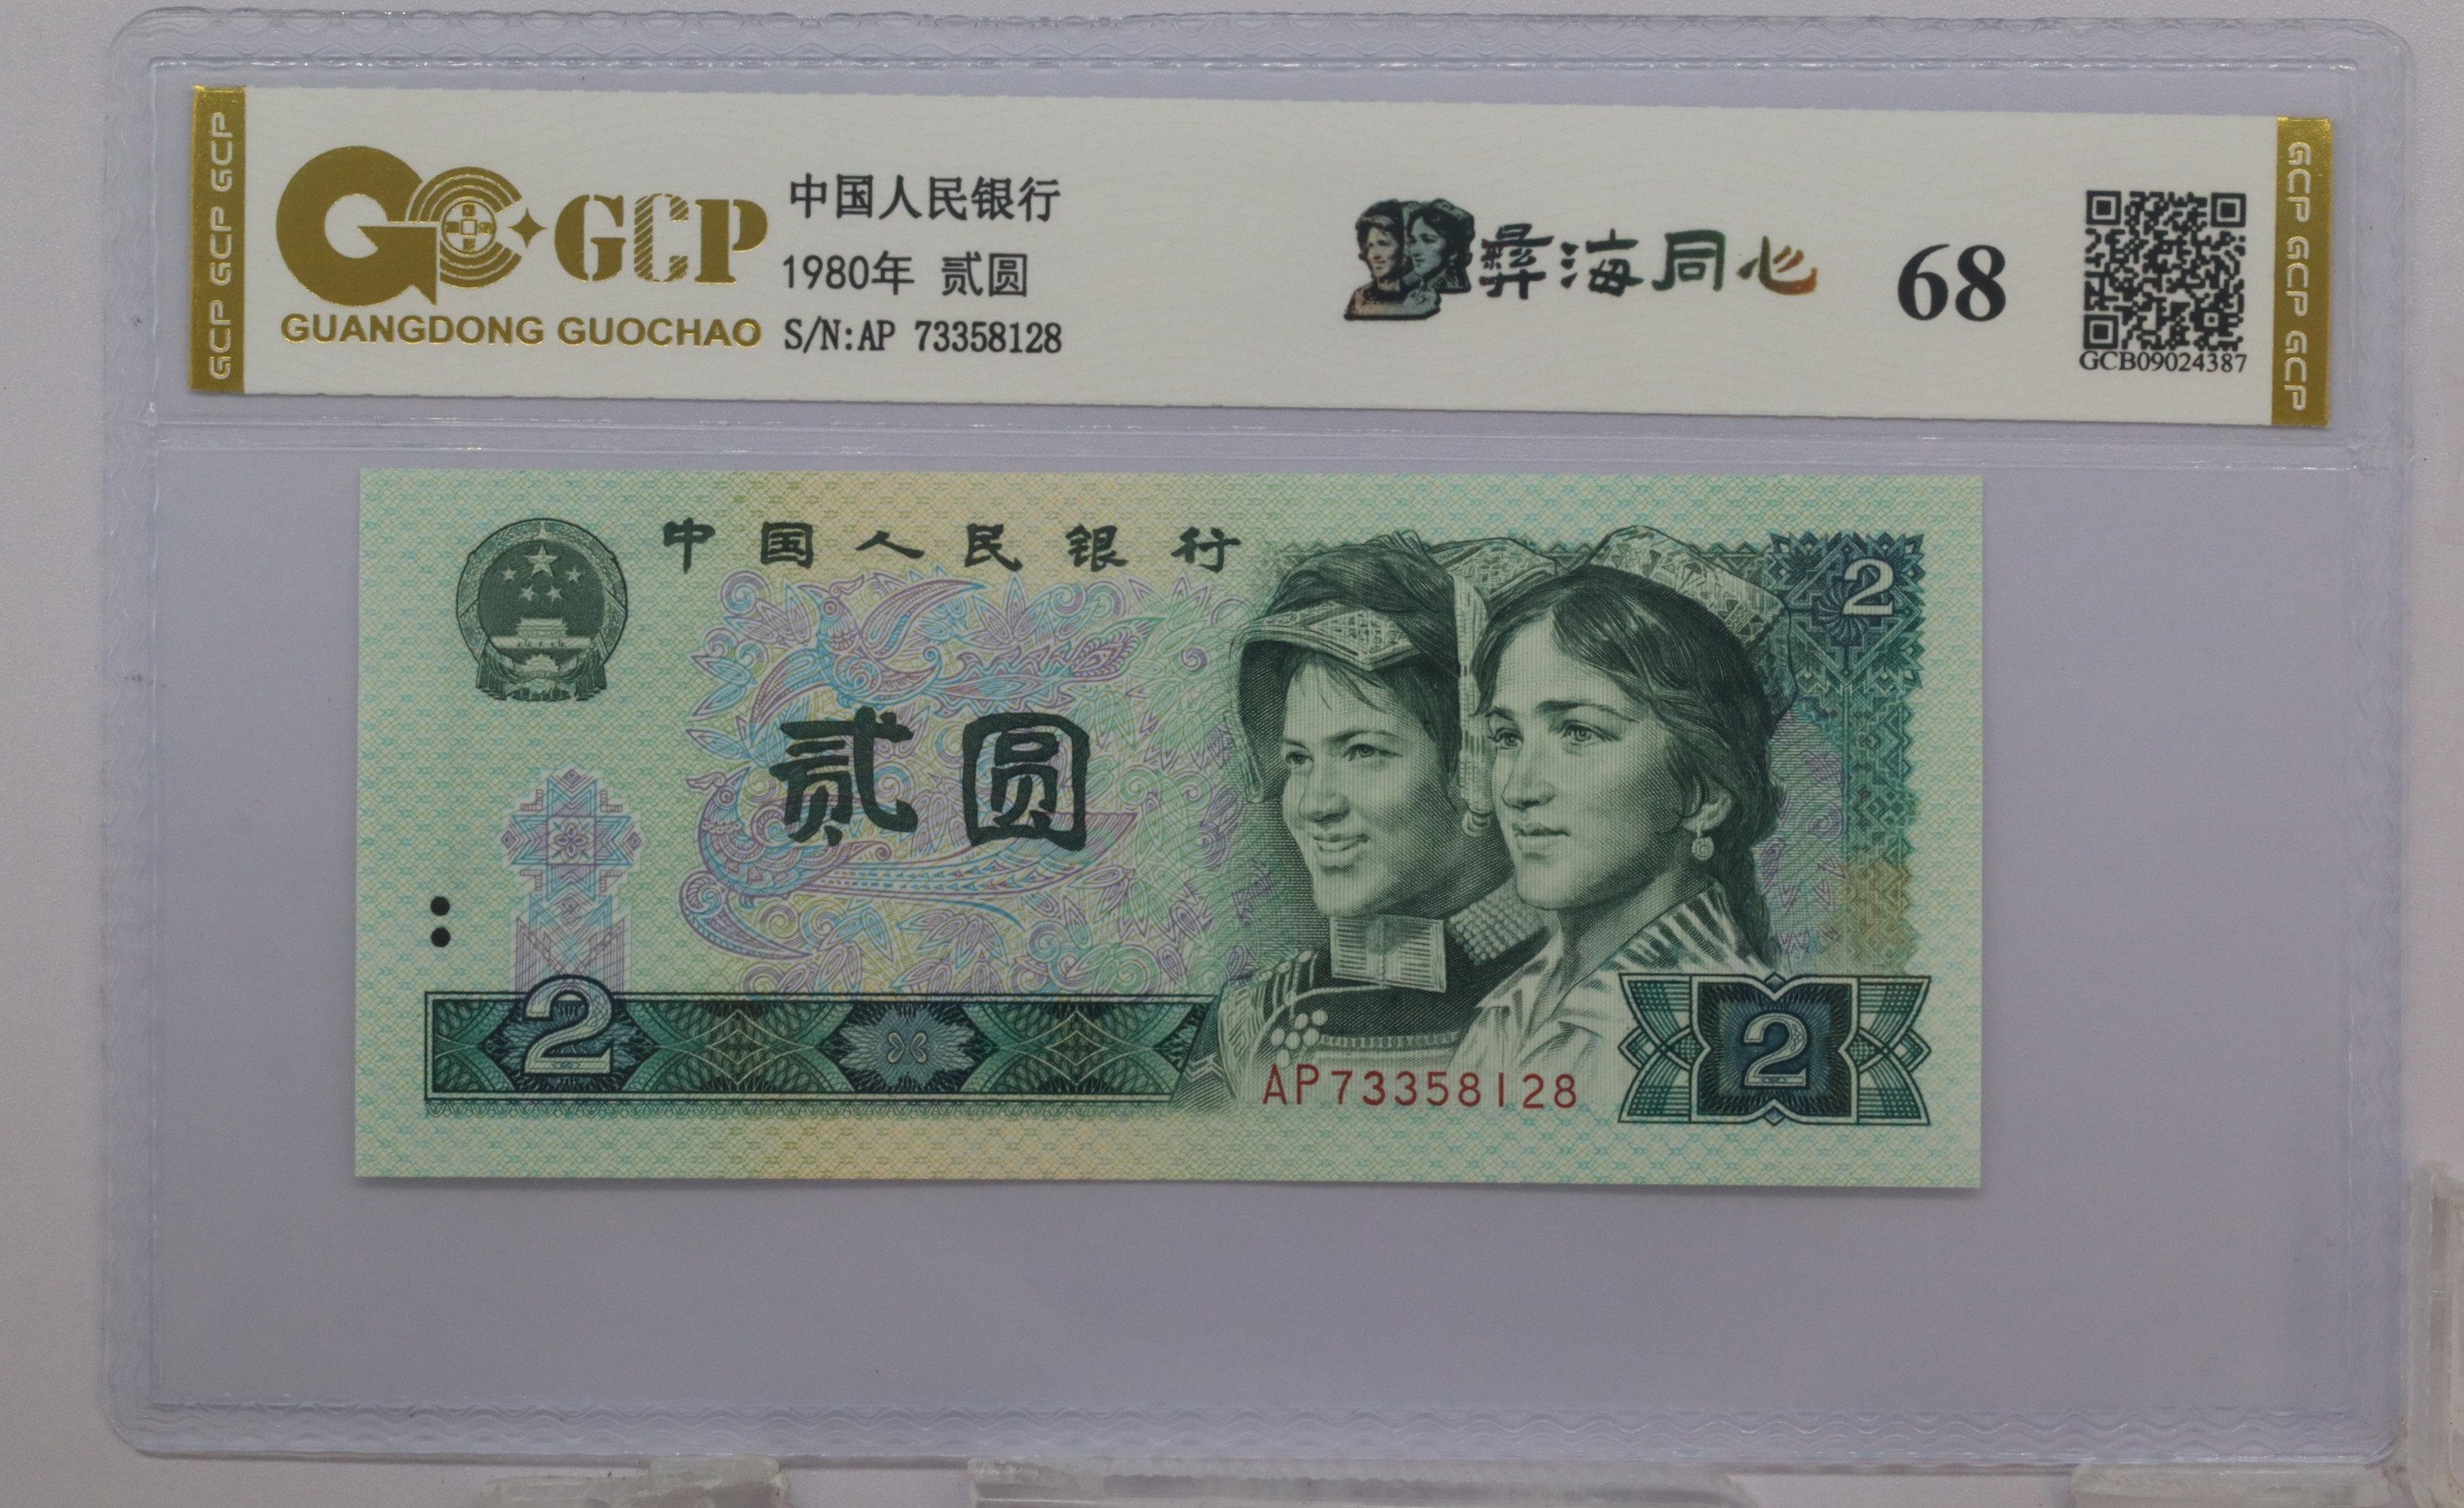 GCP GCP GCP
GCP
GUANGDONG GUOCHAO
中国人民银行
1980年 贰圆
S/N:AP 73358128
彝海同心
68
GCB09024387
GCP GCP GCP
中国人民银行
2
贰圆
2
AP73358128
2